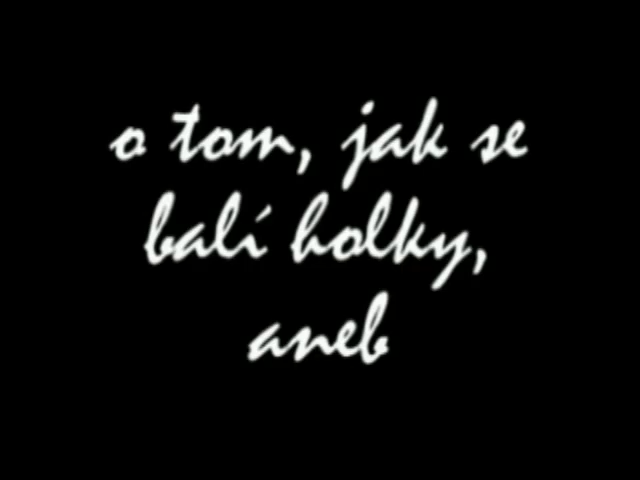 o tom, jak se
balí holky,
aneb